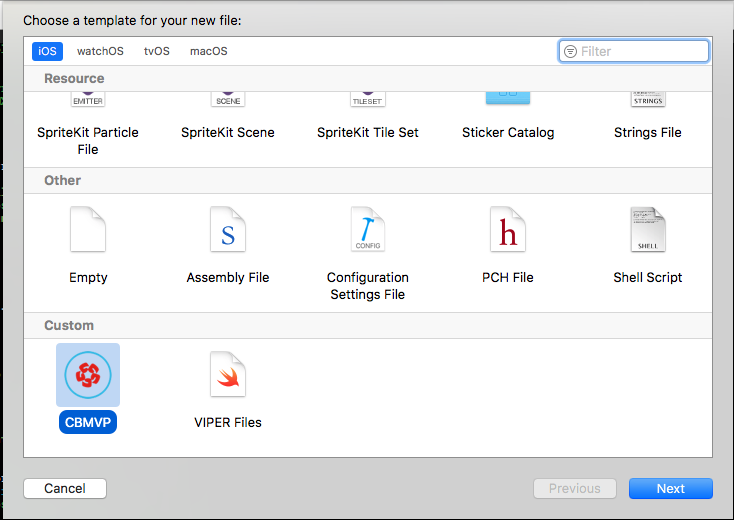 Choose a template for your new file:
iOS watchOS tvOS macOS Filter
Resource
EMITTER SCENE TILESET STRINGS
SpriteKit Particle File SpriteKit Scene SpriteKit Tile Set Sticker Catalog Strings File
Other
S CONFIG h SHELL
Empty Assembly File Configuration Settings File PCH File Shell Script
Custom
CBMVP VIPER Files
Cancel Previous Next